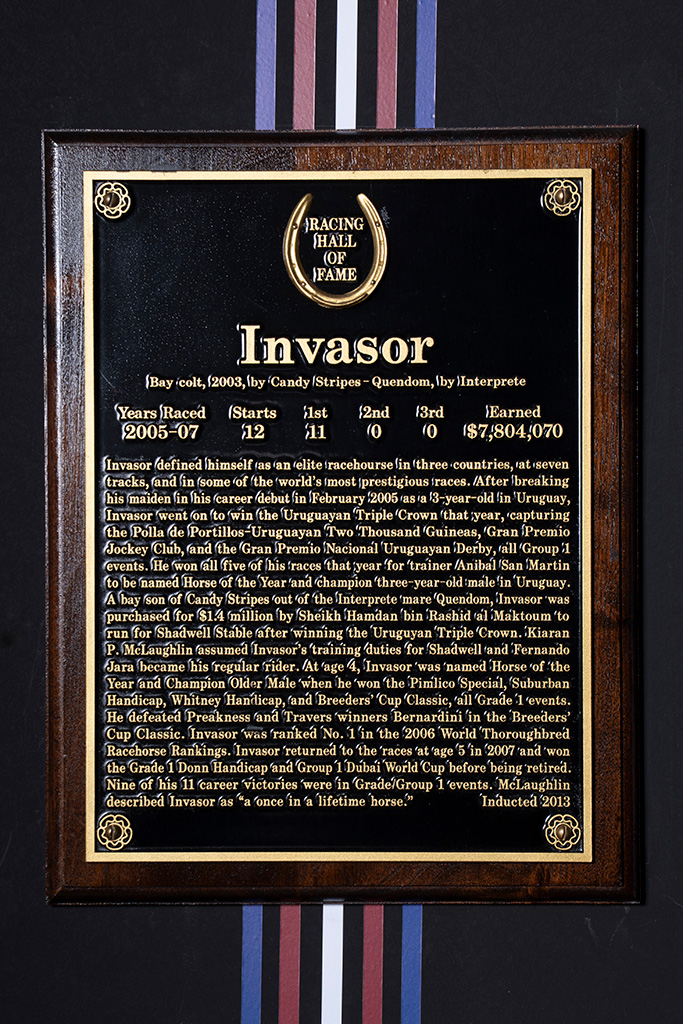 RACING
HALL
OF
FAME
Invasor
Bay colt, 2003, by Candy Stripes - Quendom, by Interprete
Years Raced Starts 1st 2nd 3rd Earned
2005-07 12 11 0 0 $7,804,070
Invasor defined himself as an elite racehourse in three countries, at seven
tracks, and in some of the world's most prestigious races. After breaking
his maiden in his career debut in February 2005 as a 3-year-old in Uruguay,
Invasor went on to win the Uruguayan Triple Crown that year, capturing
the Polla de Portillos-Uruguayan Two Thousand Guineas, Gran Premio
Jockey Club, and the Gran Premio Nacional Uruguayan Derby, all Group 1
events. He won all five of his races that year for trainer Anibal San Martin
to be named Horse of the Year and champion three-year-old male in Uruguay.
A bay son of Candy Stripes out of the Interprete mare Quendom, Invasor was
purchased for $1.4 million by Sheikh Hamdan bin Rashid al Maktoum to
run for Shadwell Stable after winning the Uruguyan Triple Crown. Kiaran
P. McLaughlin assumed Invasor's training duties for Shadwell and Fernando
Jara became his regular rider. At age 4, Invasor was named Horse of the
Year and Champion Older Male when he won the Pimlico Special, Suburban
Handicap, Whitney Handicap, and Breeders' Cup Classic, all Grade 1 events.
He defeated Preakness and Travers winners Bernardini in the Breeders'
Cup Classic. Invasor was ranked No. 1 in the 2006 World Thoroughbred
Racehorse Rankings. Invasor returned to the races at age 5 in 2007 and won
the Grade 1 Donn Handicap and Group 1 Dubai World Cup before being retired.
Nine of his 11 career victories were in Grade/Group 1 events. McLaughlin
described Invasor as "a once in a lifetime horse." Inducted 2013